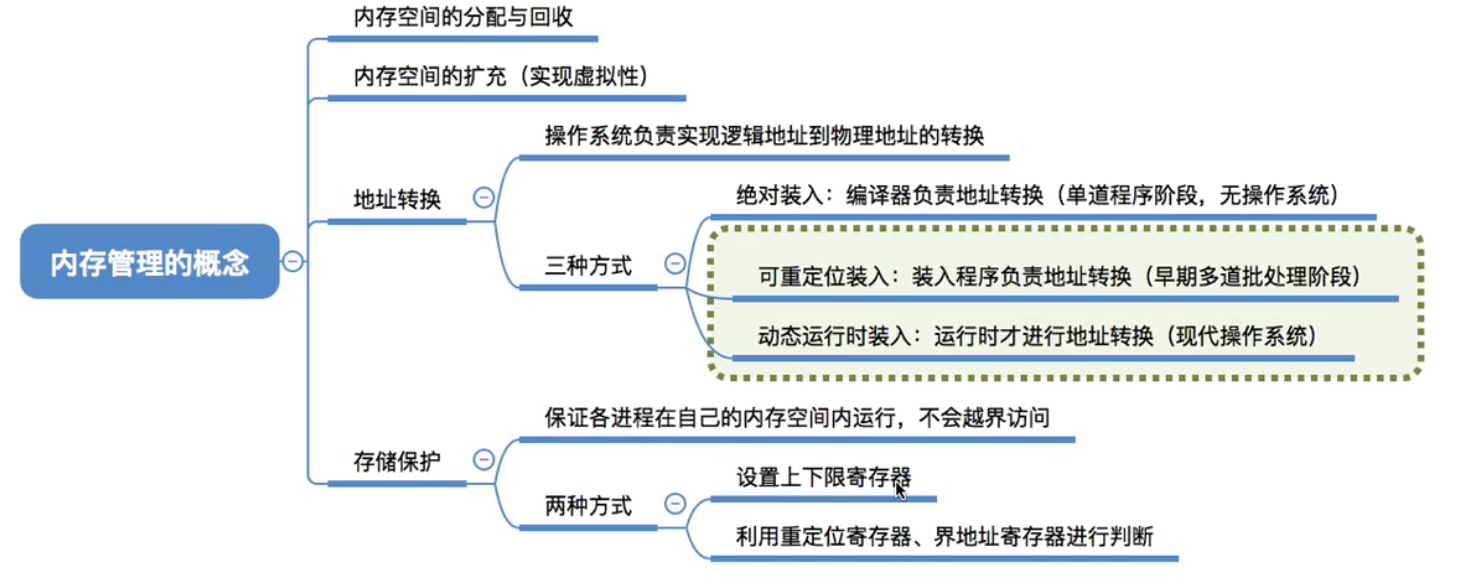 内存空间的分配与回收
内存空间的扩充（实现虚拟性）
操作系统负责实现逻辑地址到物理地址的转换
地址转换
绝对装入：编译器负责地址转换（单道程序阶段，无操作系统）
三种方式
可重定位装入：装入程序负责地址转换（早期多道批处理阶段）
动态运行时装入：运行时才进行地址转换（现代操作系统）
内存管理的概念
保证各进程在自己的内存空间内运行，不会越界访问
存储保护
设置上下限寄存器
两种方式
利用重定位寄存器、界地址寄存器进行判断